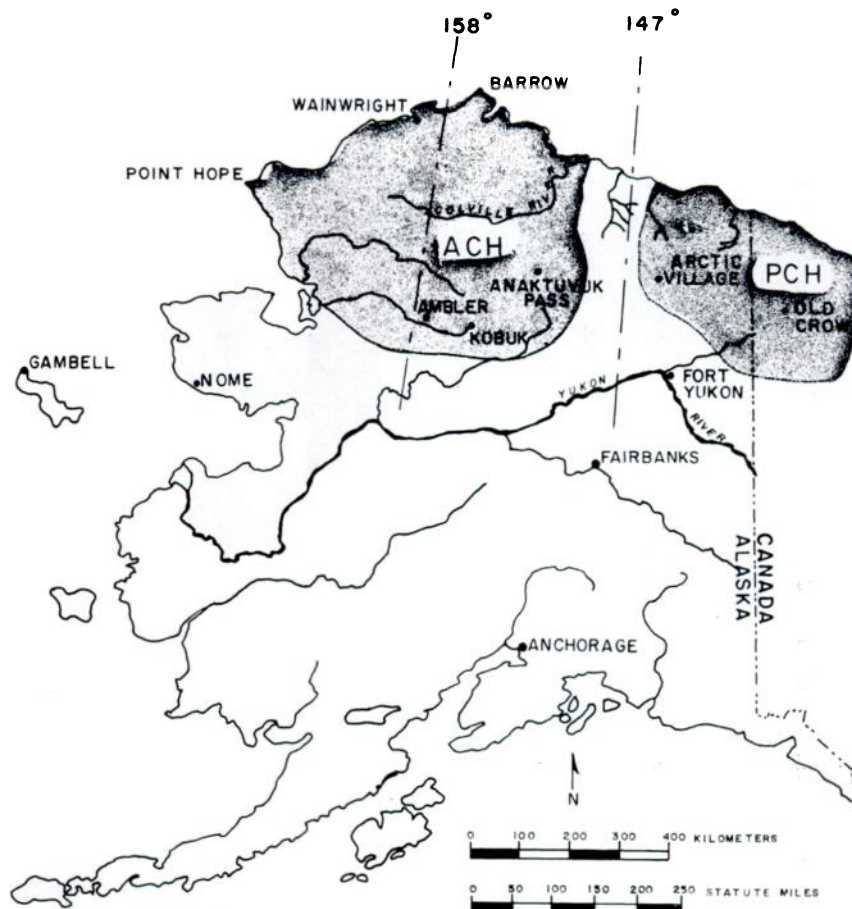 158°
147°
BARROW
WAINWRIGHT
POINT HOPE
COLVILLE RIVER
ACH
ARCTIC
VILLAGE
PCH
ANAKTUVUK
PASS
AMBLER
OLD
CROW
KOBUK
GAMBELL
NOME
FORT
YUKON
YUKON
RIVER
FAIRBANKS
CANADA
ALASKA
ANCHORAGE
N
0 100 200 300 400 KILOMETERS
0 50 100 150 200 250 STATUTE MILES